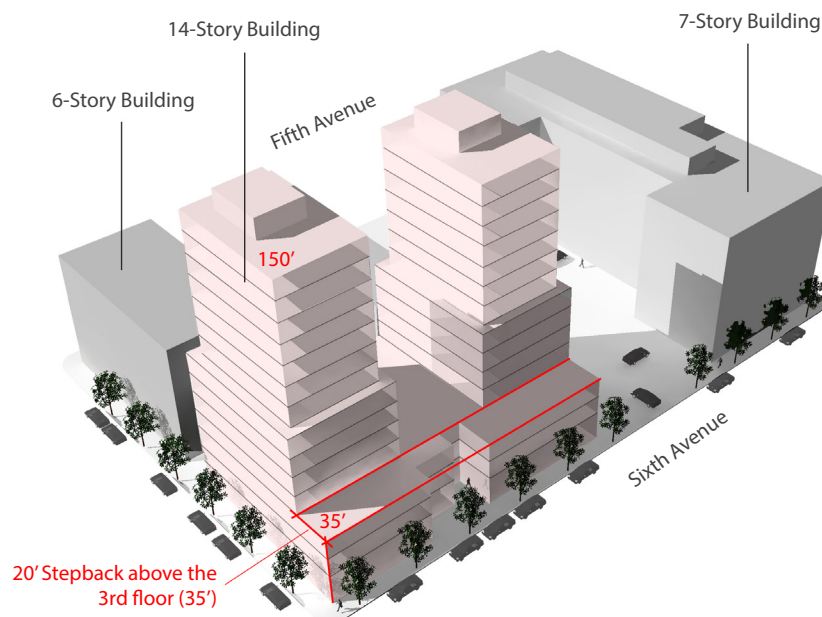 14-Story Building
7-Story Building
6-Story Building
Fifth Avenue
150’
Sixth Avenue
35’
20’ Stepback above the
3rd floor (35’)